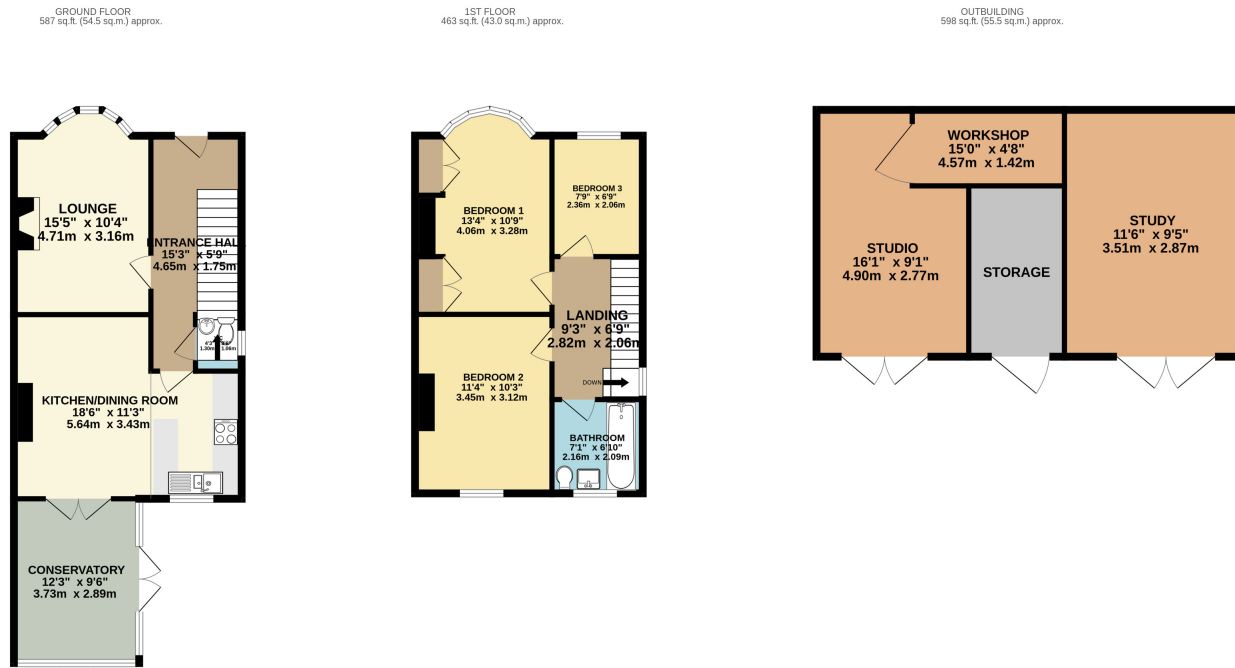 GROUND FLOOR
587 sq.ft. (54.5 sq.m.) approx.
1ST FLOOR
463 sq.ft. (43.0 sq.m.) approx.
OUTBUILDING
598 sq.ft. (55.5 sq.m.) approx.
LOUNGE
15'5" x 10'4"
4.71m x 3.16m
ENTRANCE HALL
15'3" x 5'9"
4.65m x 1.75m
1.30m x 1.06m
KITCHEN/DINING ROOM
18'6" x 11'3"
5.64m x 3.43m
CONSERVATORY
12'3" x 9'6"
3.73m x 2.89m
BEDROOM 1
13'4" x 10'9"
4.06m x 3.28m
BEDROOM 3
7'9" x 6'9"
2.36m x 2.06m
LANDING
9'3" x 6'9"
2.82m x 2.06m
DOWN
BEDROOM 2
11'4" x 10'3"
3.45m x 3.12m
BATHROOM
7'1" x 6'10"
2.16m x 2.09m
WORKSHOP
15'0" x 4'8"
4.57m x 1.42m
STUDIO
16'1" x 9'1"
4.90m x 2.77m
STORAGE
STUDY
11'6" x 9'5"
3.51m x 2.87m